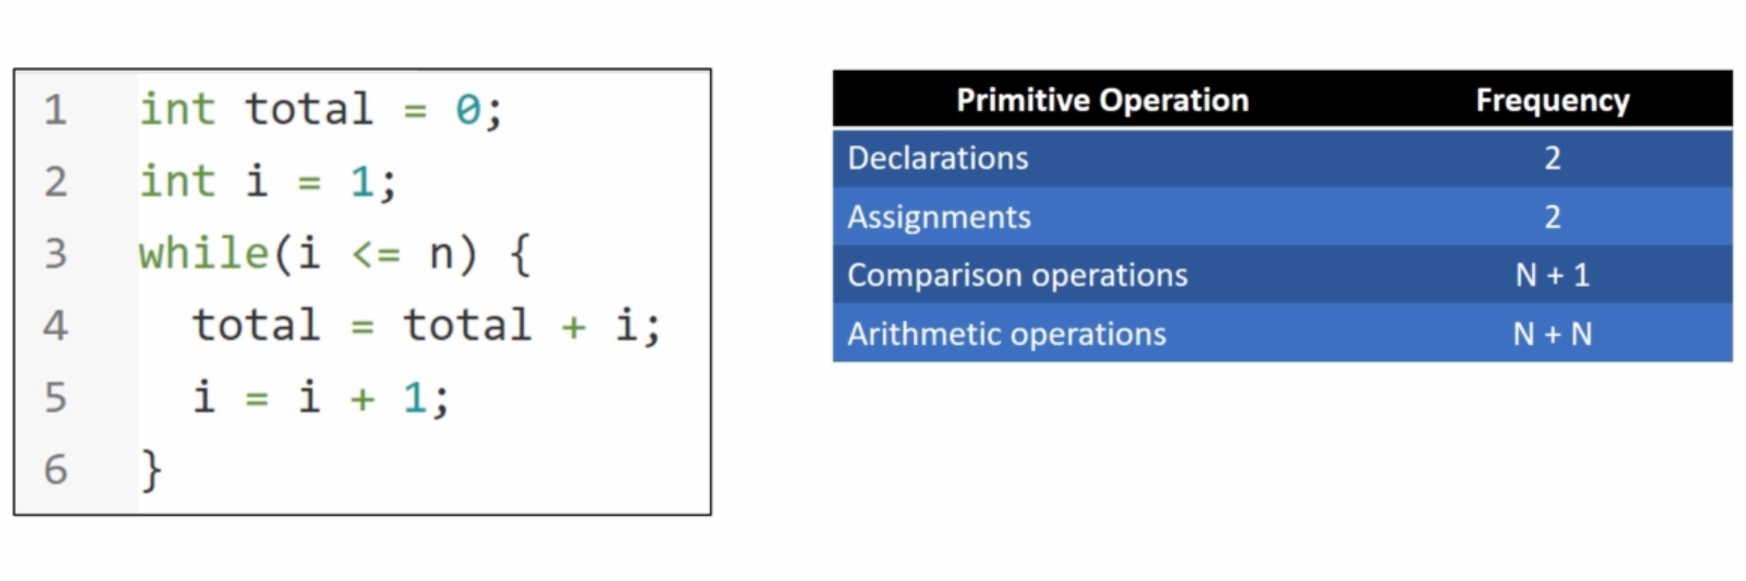 1 int total = 0;
2 int i = 1;
3 while(i <= n) {
4   total = total + i;
5   i = i + 1;
6 }
Primitive Operation Frequency
Declarations 2
Assignments 2
Comparison operations N + 1
Arithmetic operations N + N